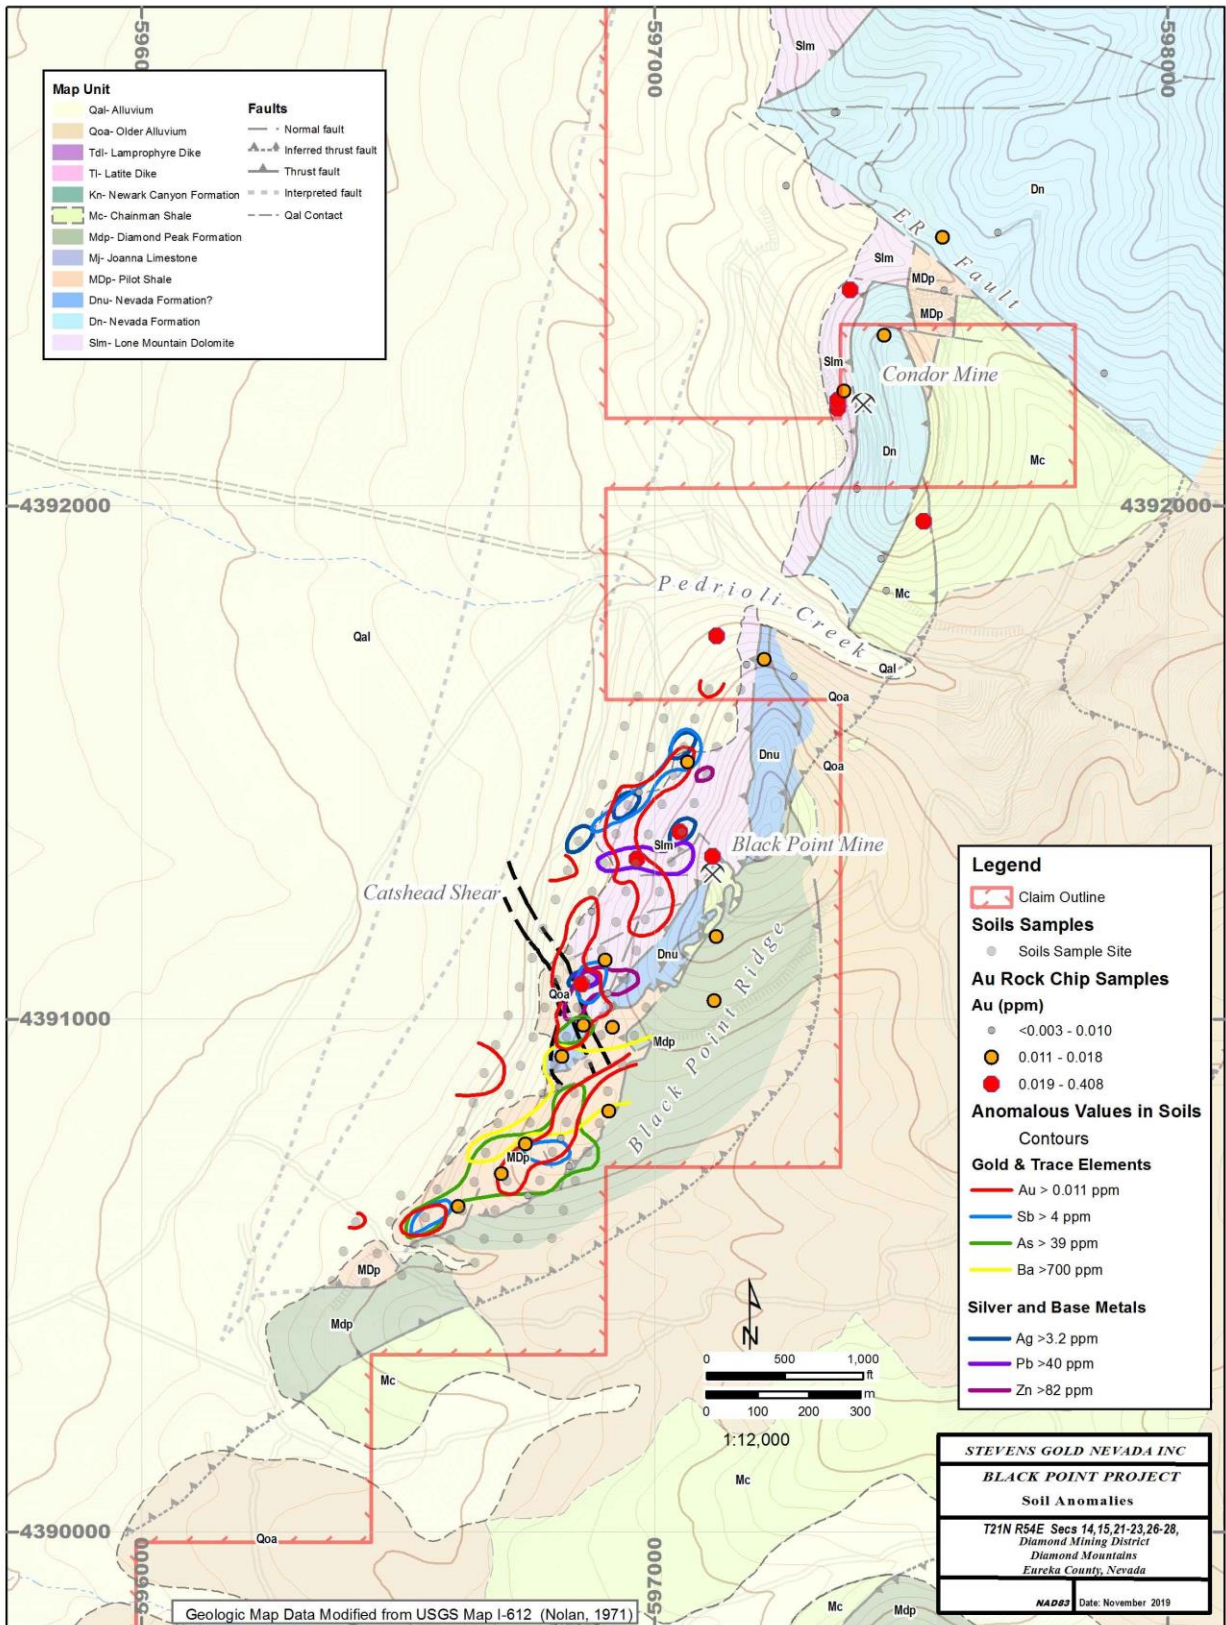 5960
597000
598000
Map Unit
Qal- Alluvium
Qoa- Older Alluvium
Tdl- Lamprophyre Dike
Tl- Latite Dike
Kn- Newark Canyon Formation
Mc- Chainman Shale
Mdp- Diamond Peak Formation
Mj- Joanna Limestone
MDp- Pilot Shale
Dnu- Nevada Formation?
Dn- Nevada Formation
Slm- Lone Mountain Dolomite
Faults
Normal fault
Inferred thrust fault
Thrust fault
Interpreted fault
Qal Contact
Slm
Dn
ER Fault
Slm
MDp
MDp
Slm
Condor Mine
Dn
Mc
4392000
4392000
Pedrioli Creek
Mc
Qal
Qal
Qoa
Dnu
Qoa
Slm
Black Point Mine
Catshead Shear
Dnu
Qoa
4391000
Mdp
Black Point Ridge
MDp
MDp
Mdp
Mc
Mc
4390000
Qoa
596000
597000
Mc
Mdp
N
0 500 1,000
ft
m
0 100 200 300
1:12,000
Legend
Claim Outline
Soils Samples
Soils Sample Site
Au Rock Chip Samples
Au (ppm)
<0.003 - 0.010
0.011 - 0.018
0.019 - 0.408
Anomalous Values in Soils
Contours
Gold & Trace Elements
Au > 0.011 ppm
Sb > 4 ppm
As > 39 ppm
Ba >700 ppm
Silver and Base Metals
Ag >3.2 ppm
Pb >40 ppm
Zn >82 ppm
STEVENS GOLD NEVADA INC
BLACK POINT PROJECT
Soil Anomalies
T21N R54E Secs 14,15,21-23,26-28,
Diamond Mining District
Diamond Mountains
Eureka County, Nevada
NAD83 Date: November 2019
Geologic Map Data Modified from USGS Map I-612 (Nolan, 1971)